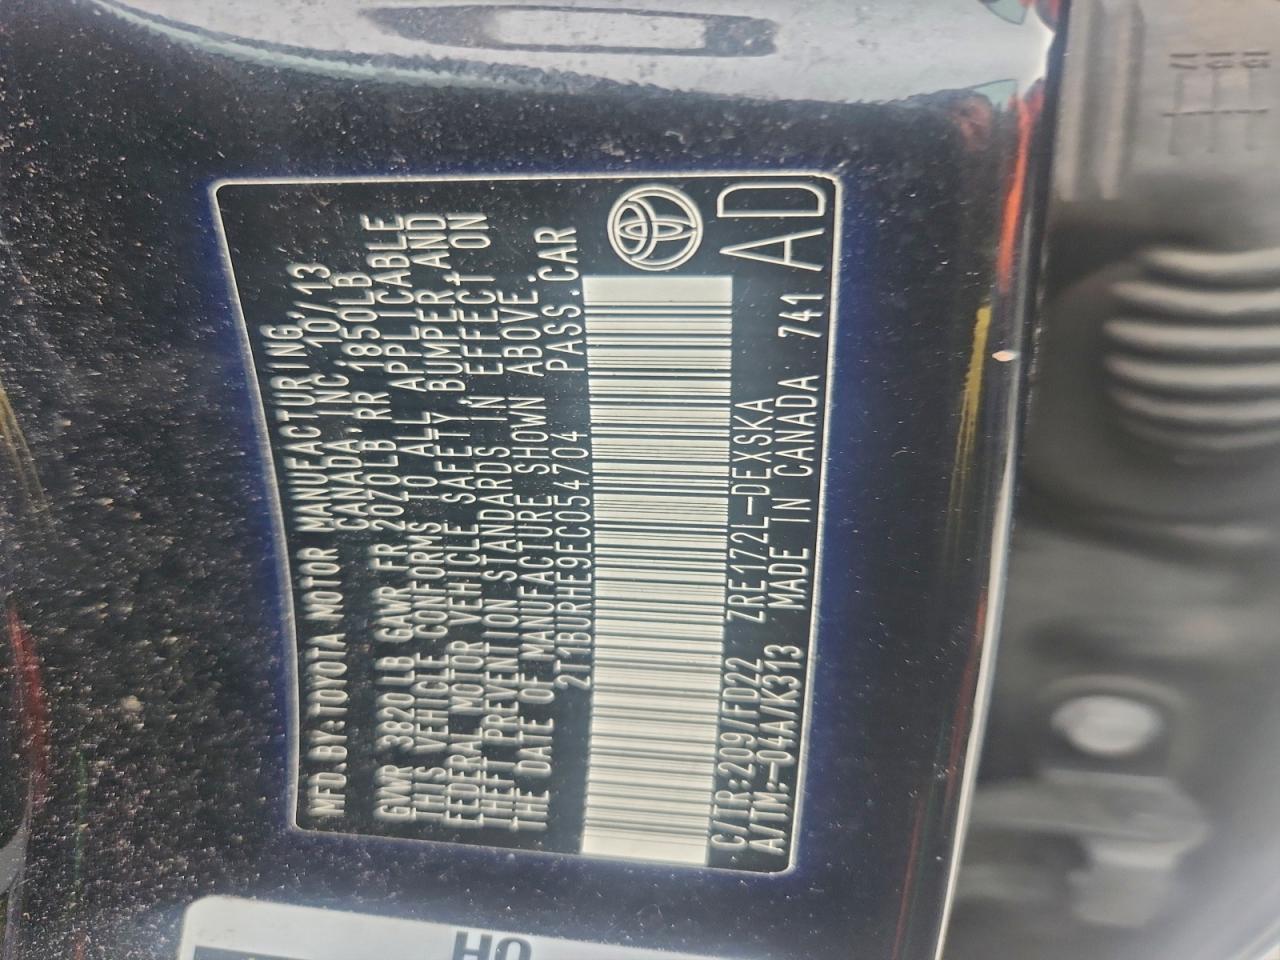 MFD.BY:TOYOTA MOTOR MANUFACTURING
CANADA, INC. 10/13
GVWR 3820LB GAWR FR 2070LB RR 1850LB
THIS VEHICLE CONFORMS TO ALL APPLICABLE
FEDERAL MOTOR VEHICLE SAFETY, BUMPER, AND
THEFT PREVENTION STANDARDS IN EFFECT ON
THE DATE OF MANUFACTURE SHOWN ABOVE.
2T1BURHE9EC054704 PASS.CAR
C/TR:209/FD22 ZRE172L-DEXSKA
A/TM:-04A/K313 MADE IN CANADA 741
AD
HO